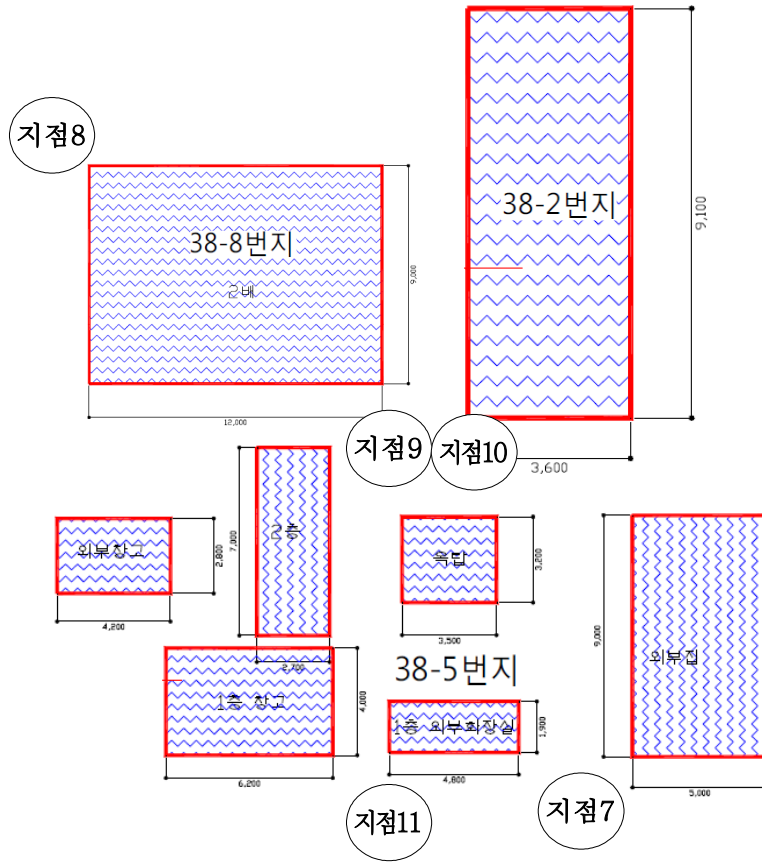 지점8
38-8번지
2배
9,000
12,000
38-2번지
9,100
3,600
지점9
지점10
외부창고
2,800
4,200
2층
7,000
2,700
옥탑
3,200
3,500
외부집
9,000
5,000
38-5번지
1층 창고
4,000
6,200
1층 외부화장실
1,900
4,800
지점11
지점7